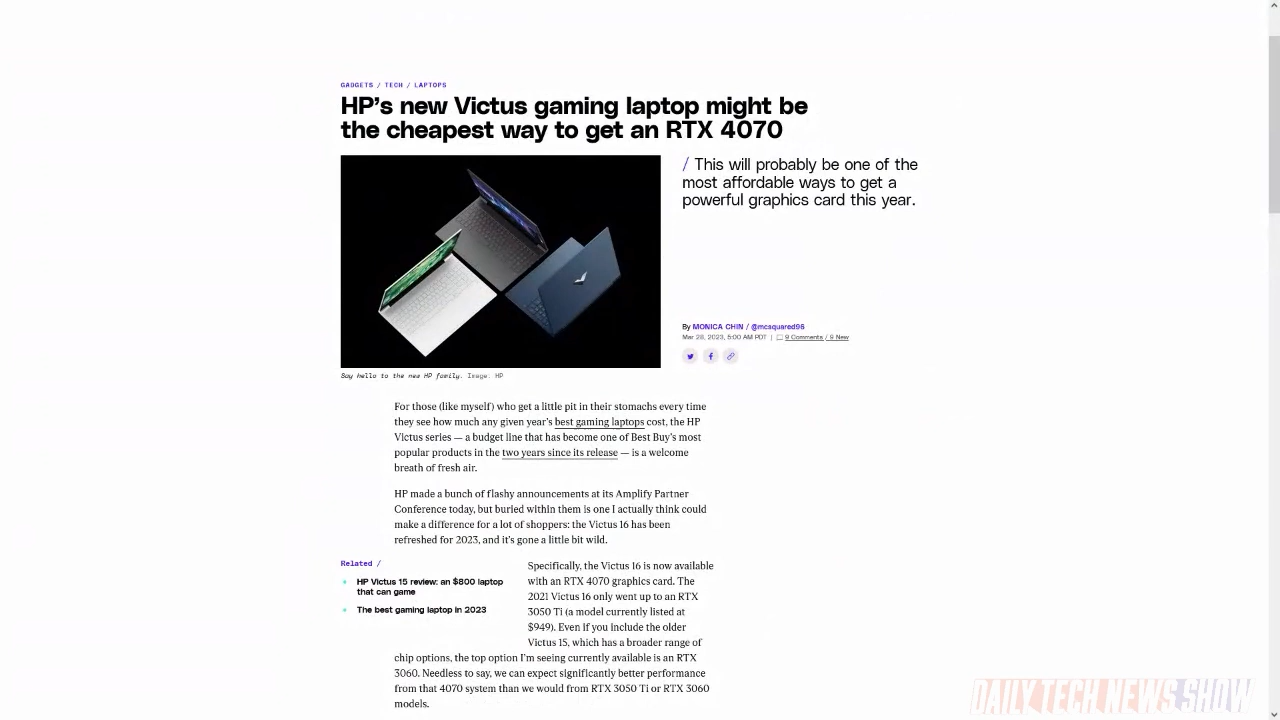 GADGETS / TECH / LAPTOPS
HP's new Victus gaming laptop might be
the cheapest way to get an RTX 4070
/ This will probably be one of the
most affordable ways to get a
powerful graphics card this year.
By MONICA CHIN / @mcsquared96
Mar 28, 2023, 5:00 AM PDT | 9 Comments / 9 New
Say hello to the new HP family. Image: HP
For those (like myself) who get a little pit in their stomachs every time
they see how much any given year's best gaming laptops cost, the HP
Victus series — a budget line that has become one of Best Buy's most
popular products in the two years since its release — is a welcome
breath of fresh air.
HP made a bunch of flashy announcements at its Amplify Partner
Conference today, but buried within them is one I actually think could
make a difference for a lot of shoppers: the Victus 16 has been
refreshed for 2023, and it's gone a little bit wild.
Related /
HP Victus 15 review: an $800 laptop
that can game
The best gaming laptop in 2023
Specifically, the Victus 16 is now available
with an RTX 4070 graphics card. The
2021 Victus 16 only went up to an RTX
3050 Ti (a model currently listed at
$949). Even if you include the older
Victus 15, which has a broader range of
chip options, the top option I'm seeing currently available is an RTX
3060. Needless to say, we can expect significantly better performance
from that 4070 system than we would from RTX 3050 Ti or RTX 3060
models.
DAILY TECH NEWS SHOW